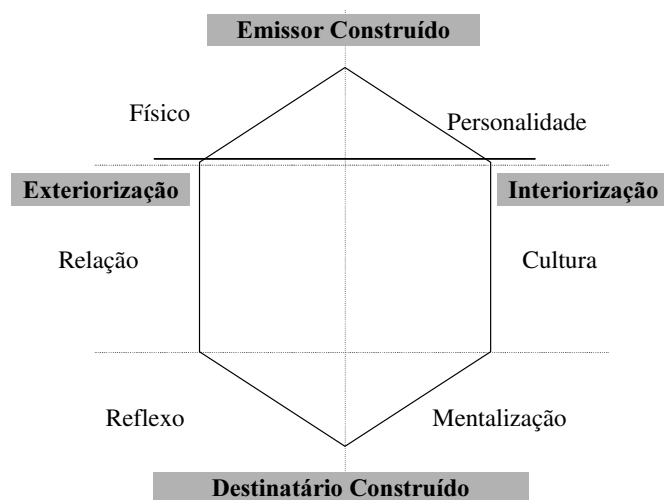 Emissor Construído
Físico
Personalidade
Exteriorização
Interiorização
Relação
Cultura
Reflexo
Mentalização
Destinatário Construído